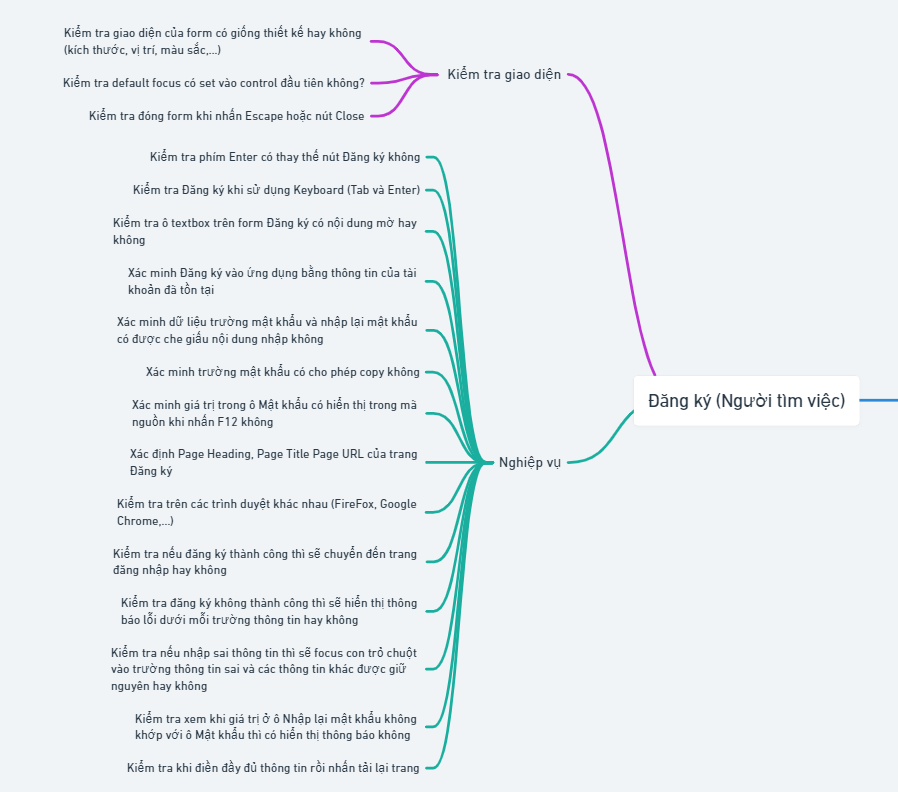 Kiểm tra giao diện của form có giống thiết kế hay không
(kích thước, vị trí, màu sắc,...)
Kiểm tra default focus có set vào control đầu tiên không?
Kiểm tra đóng form khi nhấn Escape hoặc nút Close
Kiểm tra giao diện
Kiểm tra phím Enter có thay thế nút Đăng ký không
Kiểm tra Đăng ký khi sử dụng Keyboard (Tab và Enter)
Kiểm tra ô textbox trên form Đăng ký có nội dung mờ hay
không
Xác minh Đăng ký vào ứng dụng bằng thông tin của tài
khoản đã tồn tại
Xác minh dữ liệu trường mật khẩu và nhập lại mật khẩu
có được che giấu nội dung nhập không
Xác minh trường mật khẩu có cho phép copy không
Xác minh giá trị trong ô Mật khẩu có hiển thị trong mã
nguồn khi nhấn F12 không
Xác định Page Heading, Page Title Page URL của trang
Đăng ký
Kiểm tra trên các trình duyệt khác nhau (FireFox, Google
Chrome,...)
Kiểm tra nếu đăng ký thành công thì sẽ chuyển đến trang
đăng nhập hay không
Kiểm tra đăng ký không thành công thì sẽ hiển thị thông
báo lỗi dưới mỗi trường thông tin hay không
Kiểm tra nếu nhập sai thông tin thì sẽ focus con trỏ chuột
vào trường thông tin sai và các thông tin khác được giữ
nguyên hay không
Kiểm tra xem khi giá trị ở ô Nhập lại mật khẩu không
khớp với ô Mật khẩu thì có hiển thị thông báo không
Kiểm tra khi điền đầy đủ thông tin rồi nhấn tải lại trang
Nghiệp vụ
Đăng ký (Người tìm việc)